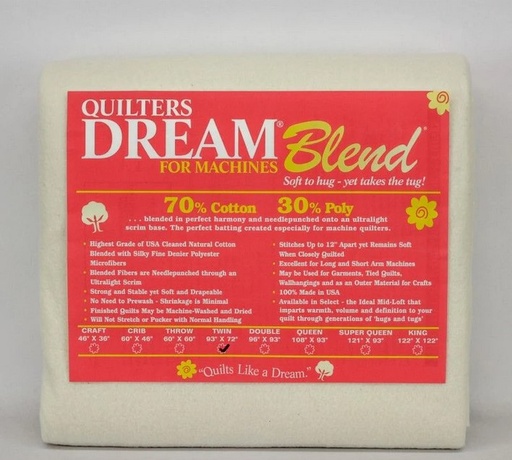 QUILTERS
DREAM® Blend®
FOR MACHINES
Soft to hug - yet takes the tug!
70% Cotton 30% Poly
. . . blended in perfect harmony and needlepunched onto an ultralight
scrim base. The perfect batting created especially for machine quilters.
• Highest Grade of USA Cleaned Natural Cotton
Blended with Silky Fine Denier Polyester
Microfibers
• Blended Fibers are Needlepunched through an
Ultralight Scrim
• Strong and Stable yet Soft and Drapeable
• No Need to Prewash - Shrinkage is Minimal
• Finished Quilts May be Machine-Washed and Dried
• Will Not Stretch or Pucker with Normal Handling
• Stitches Up to 12" Apart yet Remains Soft
When Closely Quilted
• Excellent for Long and Short Arm Machines
• May be Used for Garments, Tied Quilts,
Wallhangings and as an Outer Material for Crafts
• 100% Made in USA
• Available in Select - the Ideal Mid-Loft that
imparts warmth, volume and definition to your
quilt through generations of 'hugs and tugs'
CRAFT CRIB THROW TWIN DOUBLE QUEEN SUPER QUEEN KING
46" X 36" 60" X 46" 60" X 60" 93" X 72" 96" X 93" 108" X 93" 121" X 93" 122" X 122"
"Quilts Like a Dream."